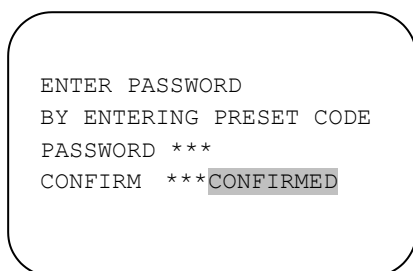 ENTER PASSWORD
BY ENTERING PRESET CODE
PASSWORD ***
CONFIRM ***CONFIRMED